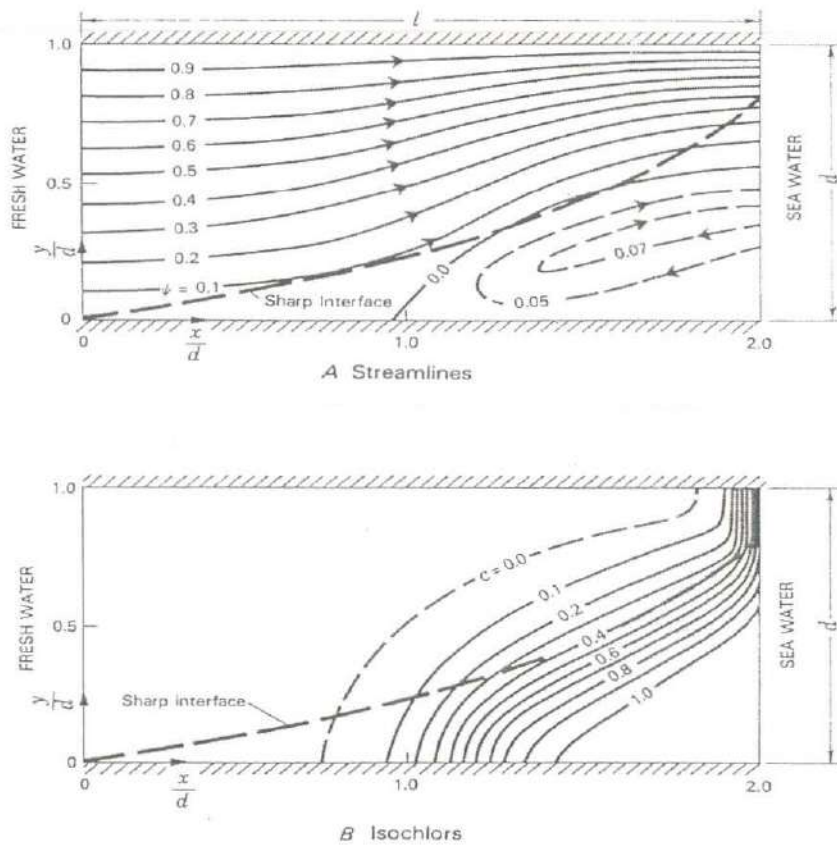 l
1.0
0.9
0.8
0.7
0.6
0.5
0.4
0.3
0.2
ψ = 0.1
Sharp Interface
0.0
0.07
0.05
FRESH WATER
0.5
y/d
0
SEA WATER
d
0
x/d
1.0
2.0
A Streamlines
1.0
C = 0.0
0.1
0.2
0.4
0.6
0.8
1.0
Sharp interface
FRESH WATER
0.5
y/d
0
SEA WATER
d
0
x/d
1.0
2.0
B Isochlors